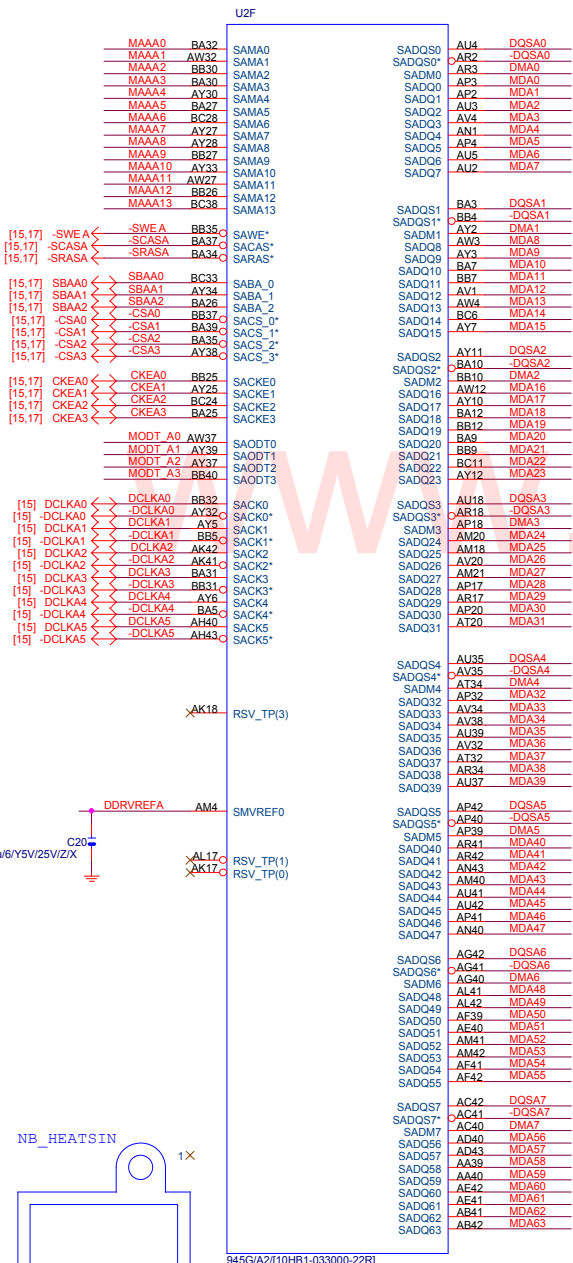 U2F
MAAA0 BA32 SAMA0
MAAA1 AW32 SAMA1
MAAA2 BB30 SAMA2
MAAA3 BA30 SAMA3
MAAA4 AY30 SAMA4
MAAA5 BA27 SAMA5
MAAA6 BC28 SAMA6
MAAA7 AY27 SAMA7
MAAA8 AY28 SAMA8
MAAA9 BB27 SAMA9
MAAA10 AY33 SAMA10
MAAA11 AW27 SAMA11
MAAA12 BB26 SAMA12
MAAA13 BC38 SAMA13
[15,17] -SWEA -SWEA BB35 SAWE*
[15,17] -SCASA -SCASA BA37 SACAS*
[15,17] -SRASA -SRASA BA34 SARAS*
[15,17] SBAA0 SBAA0 BC33 SABA_0
[15,17] SBAA1 SBAA1 AY34 SABA_1
[15,17] SBAA2 SBAA2 BA26 SABA_2
[15,17] -CSA0 -CSA0 BB37 SACS_0*
[15,17] -CSA1 -CSA1 BA39 SACS_1*
[15,17] -CSA2 -CSA2 BA35 SACS_2*
[15,17] -CSA3 -CSA3 AY38 SACS_3*
[15,17] CKEA0 CKEA0 BB25 SACKE0
[15,17] CKEA1 CKEA1 AY25 SACKE1
[15,17] CKEA2 CKEA2 BC24 SACKE2
[15,17] CKEA3 CKEA3 BA25 SACKE3
MODT_A0 AW37 SAODT0
MODT_A1 AY39 SAODT1
MODT_A2 AY37 SAODT2
MODT_A3 BB40 SAODT3
[15] DCLKA0 DCLKA0 BB32 SACK0
[15] -DCLKA0 -DCLKA0 AY32 SACK0*
[15] DCLKA1 DCLKA1 AY5 SACK1
[15] -DCLKA1 -DCLKA1 BB5 SACK1*
[15] DCLKA2 DCLKA2 AK42 SACK2
[15] -DCLKA2 -DCLKA2 AK41 SACK2*
[15] DCLKA3 DCLKA3 BA31 SACK3
[15] -DCLKA3 -DCLKA3 BB31 SACK3*
[15] DCLKA4 DCLKA4 AY6 SACK4
[15] -DCLKA4 -DCLKA4 BA5 SACK4*
[15] DCLKA5 DCLKA5 AH40 SACK5
[15] -DCLKA5 -DCLKA5 AH43 SACK5*
AK18 RSV_TP(3)
DDRVREFA AM4 SMVREF0
C20
u/6/Y5V/25V/Z/X
AL17 RSV_TP(1)
AK17 RSV_TP(0)
SADQS0 AU4 DQSA0
SADQS0* AR2 -DQSA0
SADM0 AR3 DMA0
SADQ0 AP3 MDA0
SADQ1 AP2 MDA1
SADQ2 AU3 MDA2
SADQ3 AV4 MDA3
SADQ4 AN1 MDA4
SADQ5 AP4 MDA5
SADQ6 AU5 MDA6
SADQ7 AU2 MDA7
SADQS1 BA3 DQSA1
SADQS1* BB4 -DQSA1
SADM1 AY2 DMA1
SADQ8 AW3 MDA8
SADQ9 AY3 MDA9
SADQ10 BA7 MDA10
SADQ11 BB7 MDA11
SADQ12 AV1 MDA12
SADQ13 AW4 MDA13
SADQ14 BC6 MDA14
SADQ15 AY7 MDA15
SADQS2 AY11 DQSA2
SADQS2* BA10 -DQSA2
SADM2 BB10 DMA2
SADQ16 AW12 MDA16
SADQ17 AY10 MDA17
SADQ18 BA12 MDA18
SADQ19 BB12 MDA19
SADQ20 BA9 MDA20
SADQ21 BB9 MDA21
SADQ22 BC11 MDA22
SADQ23 AY12 MDA23
SADQS3 AU18 DQSA3
SADQS3* AR18 -DQSA3
SADM3 AP18 DMA3
SADQ24 AM20 MDA24
SADQ25 AM18 MDA25
SADQ26 AV20 MDA26
SADQ27 AM21 MDA27
SADQ28 AP17 MDA28
SADQ29 AR17 MDA29
SADQ30 AP20 MDA30
SADQ31 AT20 MDA31
SADQS4 AU35 DQSA4
SADQS4* AV35 -DQSA4
SADM4 AT34 DMA4
SADQ32 AP32 MDA32
SADQ33 AV34 MDA33
SADQ34 AV38 MDA34
SADQ35 AU39 MDA35
SADQ36 AV32 MDA36
SADQ37 AT32 MDA37
SADQ38 AR34 MDA38
SADQ39 AU37 MDA39
SADQS5 AP42 DQSA5
SADQS5* AP40 -DQSA5
SADM5 AP39 DMA5
SADQ40 AR41 MDA40
SADQ41 AR42 MDA41
SADQ42 AN43 MDA42
SADQ43 AM40 MDA43
SADQ44 AU41 MDA44
SADQ45 AU42 MDA45
SADQ46 AP41 MDA46
SADQ47 AN40 MDA47
SADQS6 AG42 DQSA6
SADQS6* AG41 -DQSA6
SADM6 AG40 DMA6
SADQ48 AL41 MDA48
SADQ49 AL42 MDA49
SADQ50 AF39 MDA50
SADQ51 AE40 MDA51
SADQ52 AM41 MDA52
SADQ53 AM42 MDA53
SADQ54 AF41 MDA54
SADQ55 AF42 MDA55
SADQS7 AC42 DQSA7
SADQS7* AC41 -DQSA7
SADM7 AC40 DMA7
SADQ56 AD40 MDA56
SADQ57 AD43 MDA57
SADQ58 AA39 MDA58
SADQ59 AA40 MDA59
SADQ60 AE42 MDA60
SADQ61 AE41 MDA61
SADQ62 AB41 MDA62
SADQ63 AB42 MDA63
NB_HEATSIN
1
945G/A2/[10HB1-033000-22R]
WW